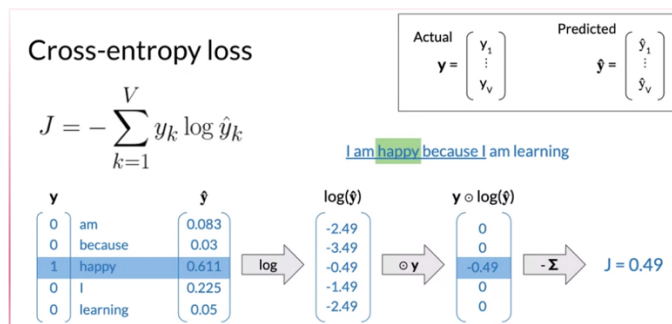 Cross-entropy loss
Actual
y = ( y₁ ⋮ yᵥ )
Predicted
ŷ = ( ŷ₁ ⋮ ŷᵥ )
J = − ∑ₖ₌₁ⱽ yₖ log ŷₖ
I am happy because I am learning
y ŷ log(ŷ) y ⊙ log(ŷ)
0 am 0.083 -2.49 0
0 because 0.03 -3.49 0
1 happy 0.611 log -0.49 ⊙ y -0.49 - Σ J = 0.49
0 I 0.225 -1.49 0
0 learning 0.05 -2.49 0